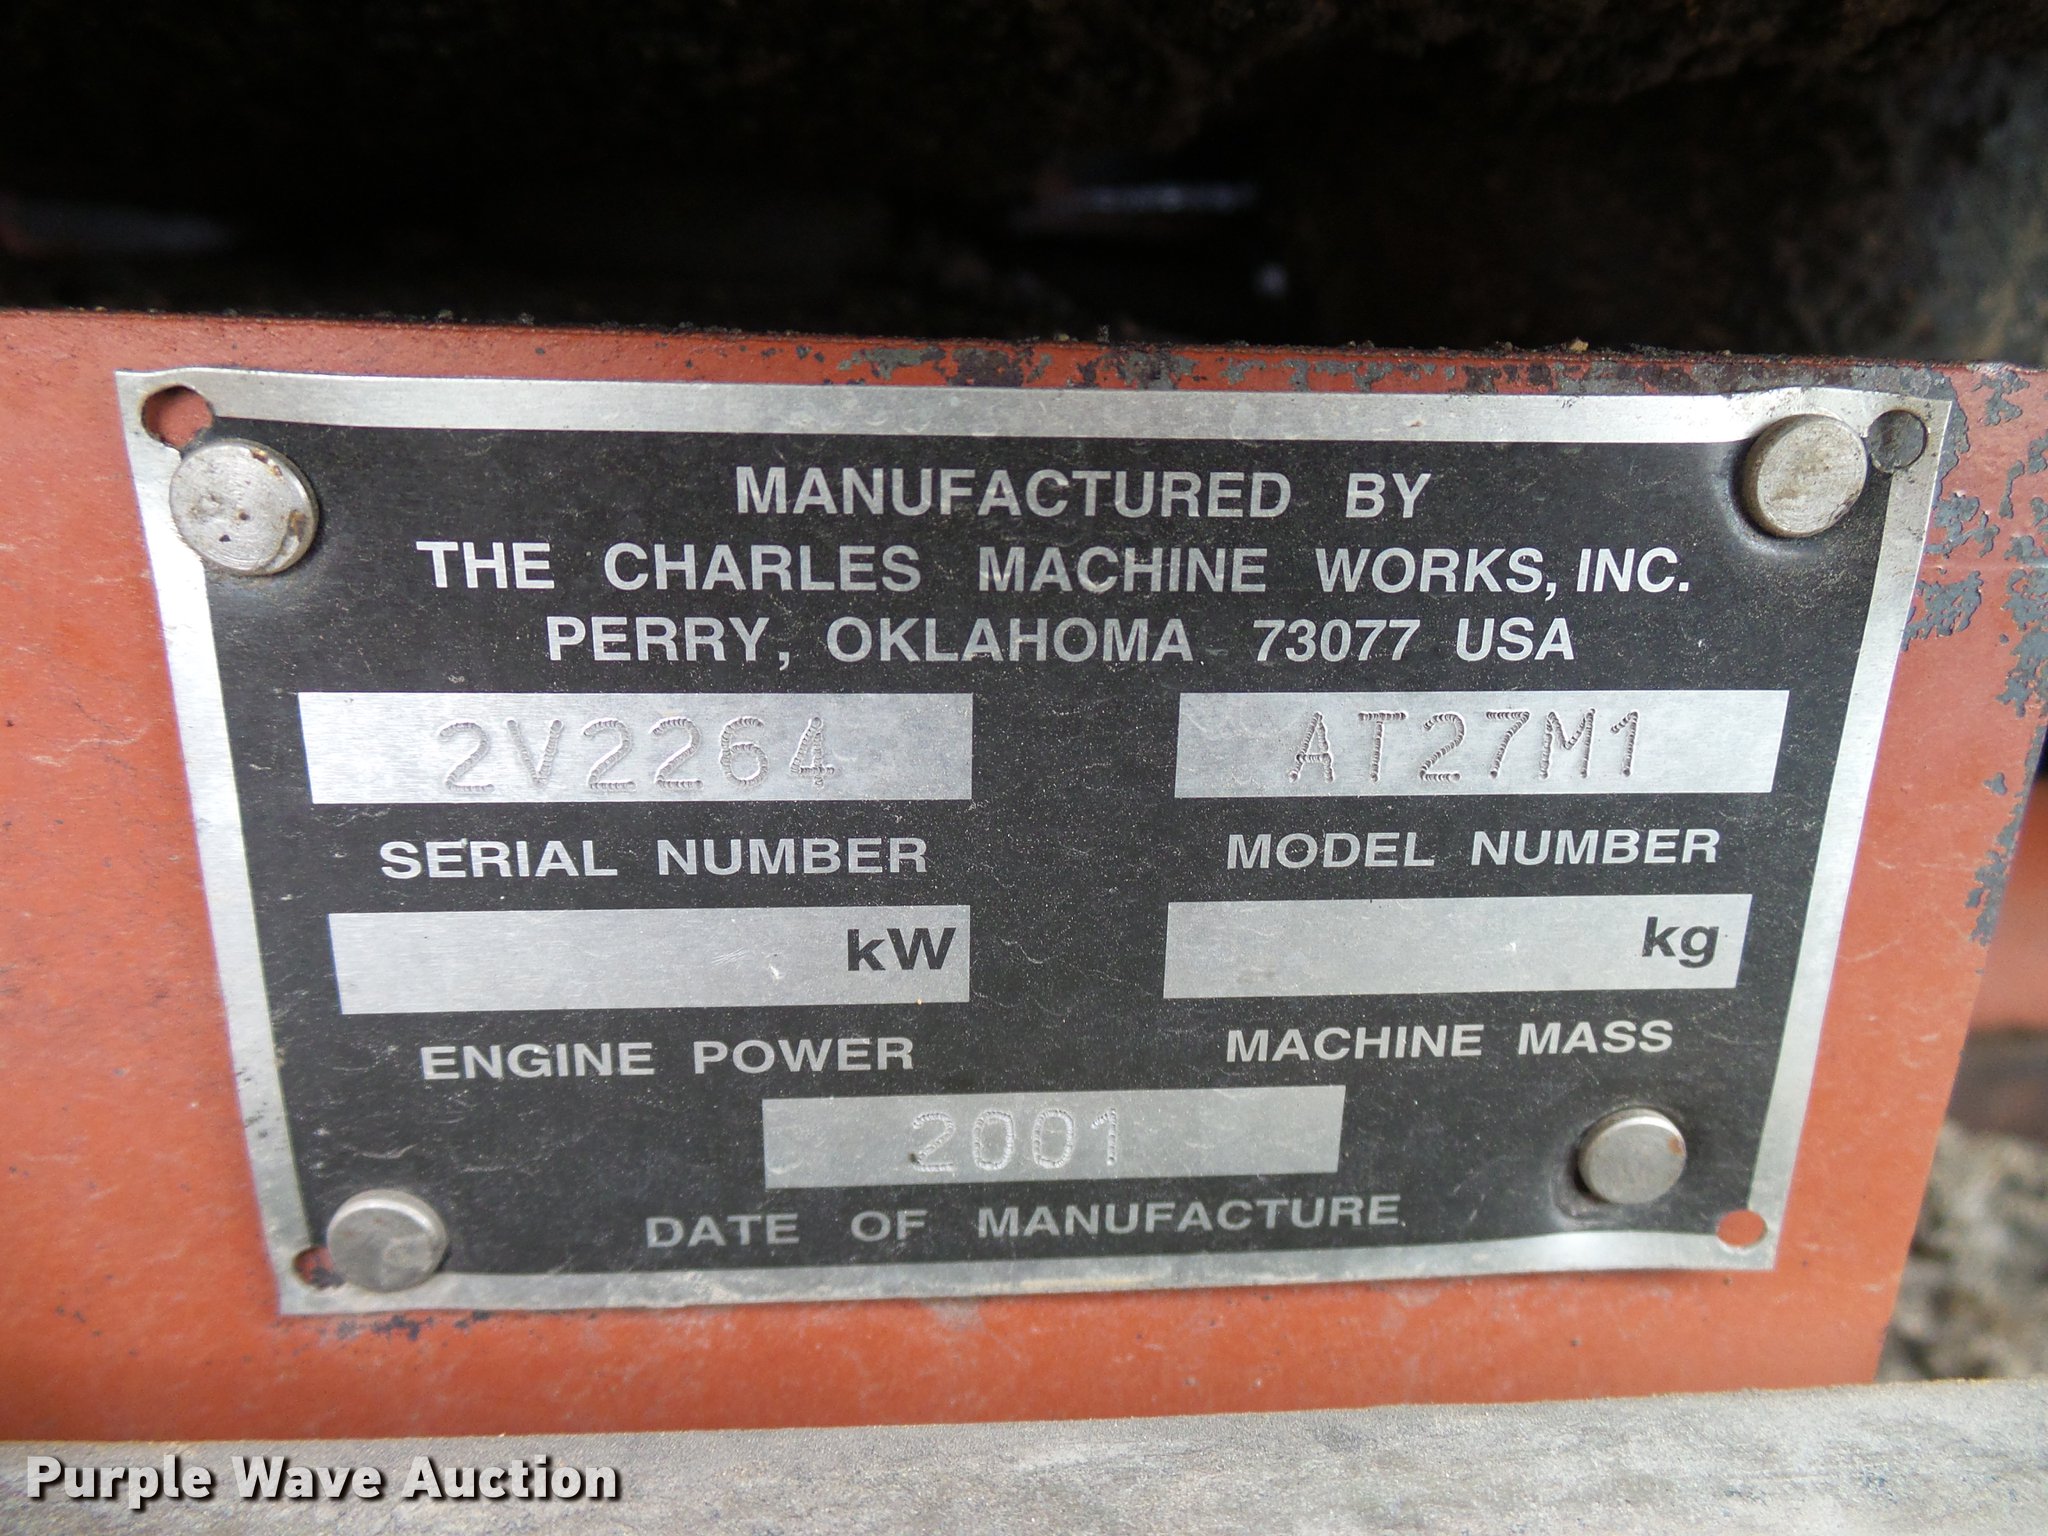 MANUFACTURED BY
THE CHARLES MACHINE WORKS, INC.
PERRY, OKLAHOMA 73077 USA
2V2264 AT27M1
SERIAL NUMBER MODEL NUMBER
kW kg
ENGINE POWER MACHINE MASS
2001
DATE OF MANUFACTURE
Purple Wave Auction